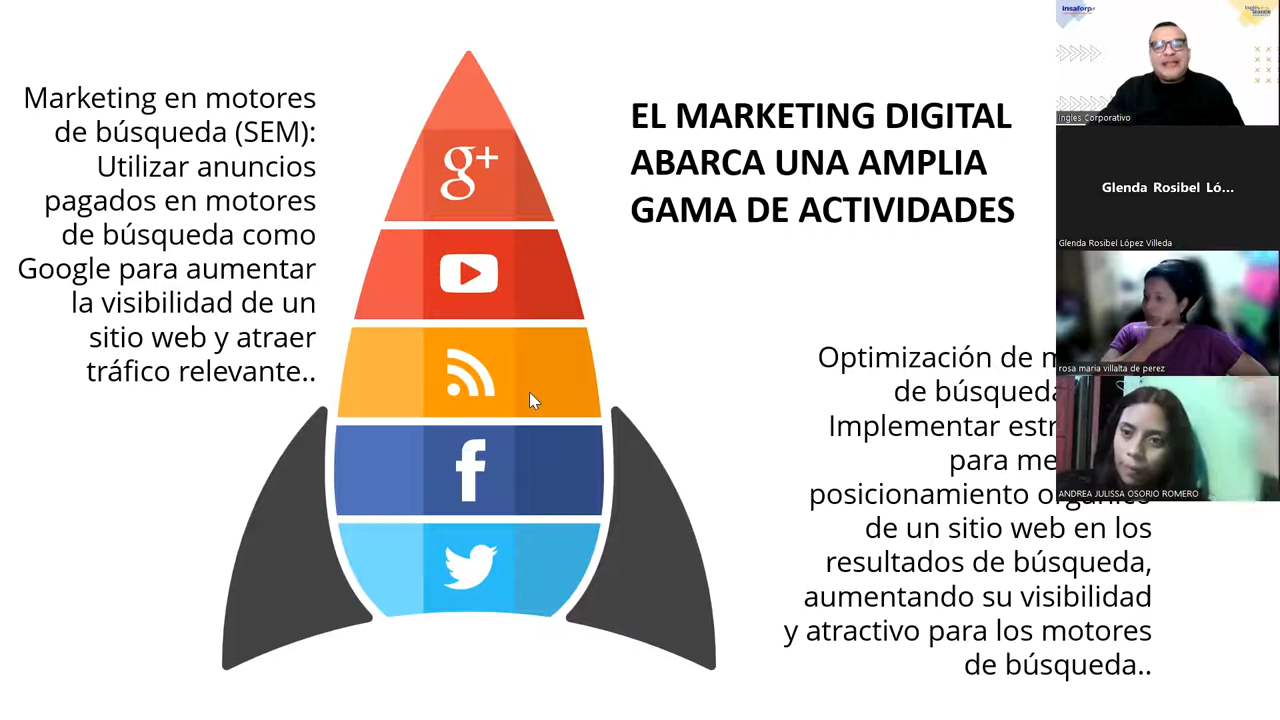 Marketing en motores
de búsqueda (SEM):
Utilizar anuncios
pagados en motores
de búsqueda como
Google para aumentar
la visibilidad de un
sitio web y atraer
tráfico relevante..
g+
EL MARKETING DIGITAL
ABARCA UNA AMPLIA
GAMA DE ACTIVIDADES
Optimización de
de búsqueda
Implementar
para
posicionamiento
de un sitio web en los
resultados de búsqueda,
aumentando su visibilidad
y atractivo para los motores
de búsqueda..
insaforp
Ingles Corporativo
Glenda Rosibel Ló...
Glenda Rosibel López Villeda
rosa maria villalta de perez
ANDREA JULISSA OSORIO ROMERO